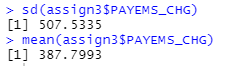 > sd(assign3$PAYEMS_CHG)
[1] 507.5335
> mean(assign3$PAYEMS_CHG)
[1] 387.7993